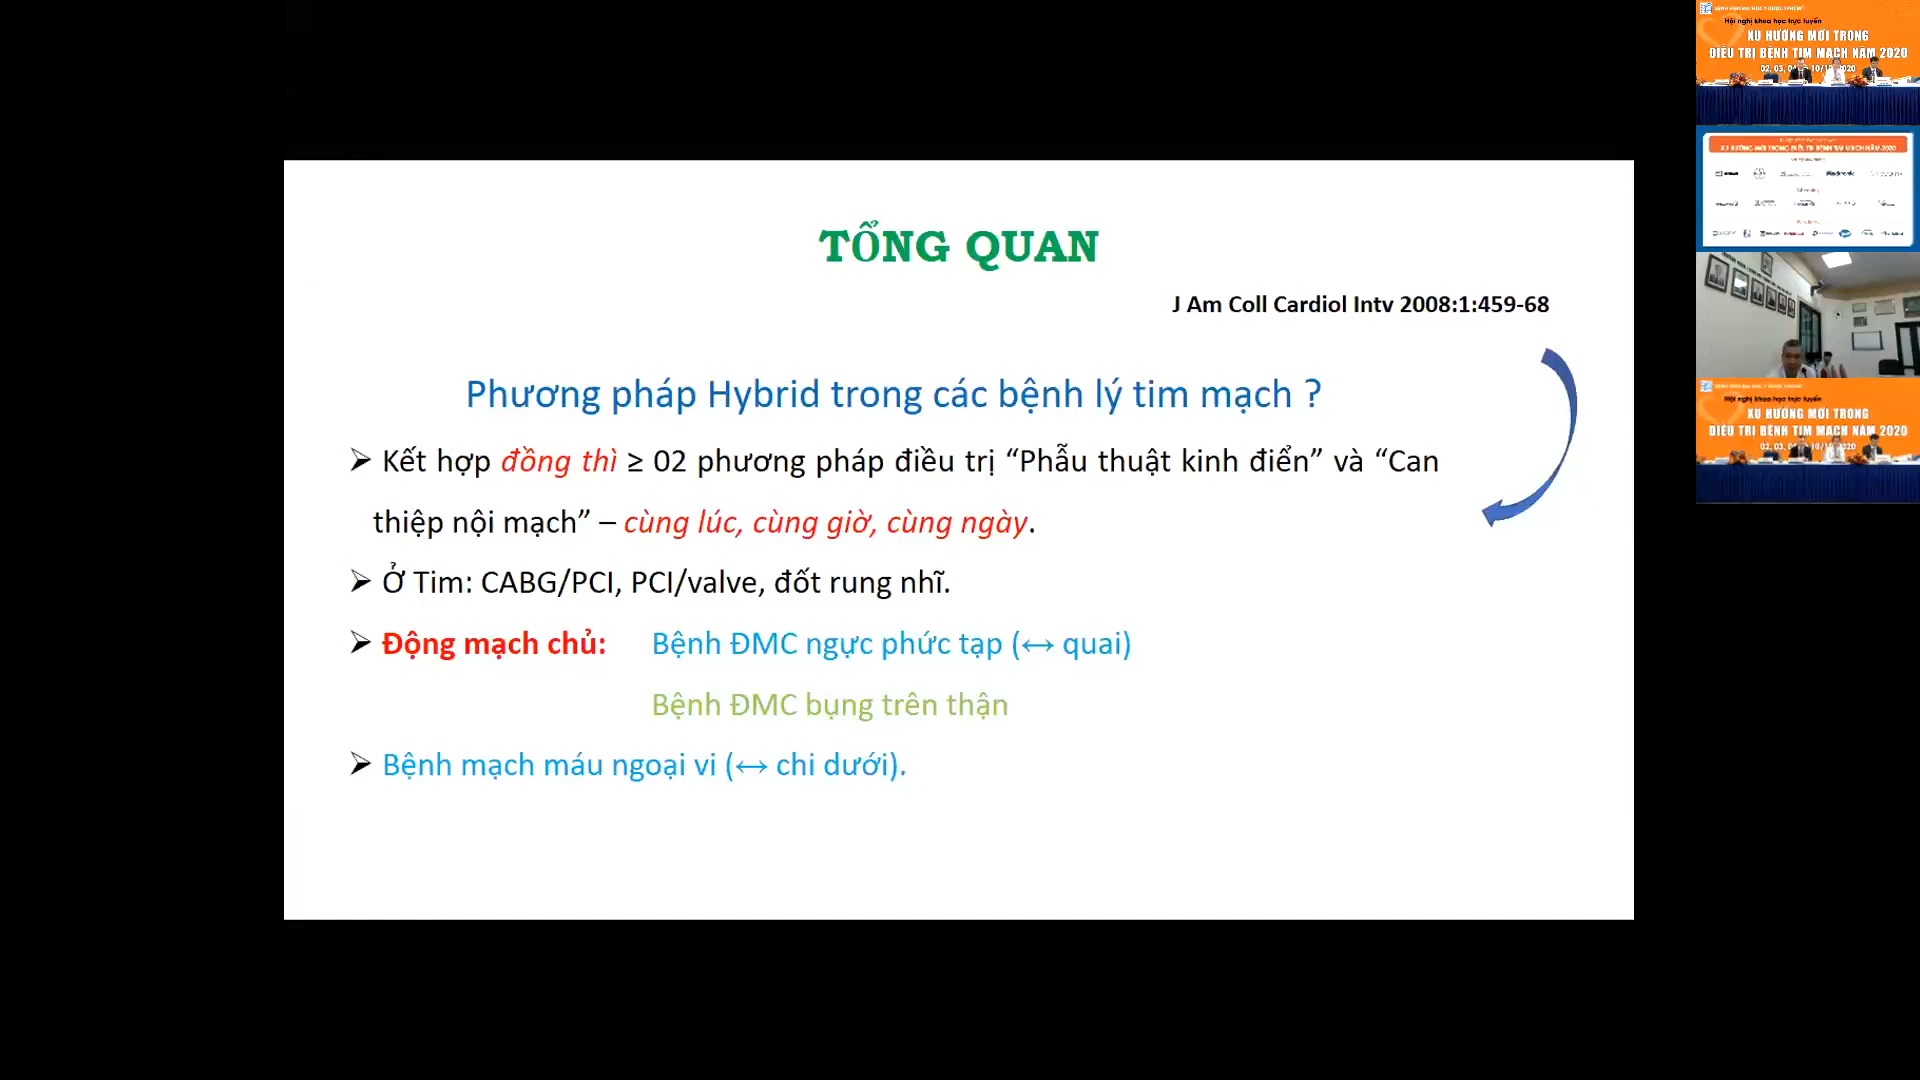 TỔNG QUAN
J Am Coll Cardiol Intv 2008:1:459-68
Phương pháp Hybrid trong các bệnh lý tim mạch ?
➢ Kết hợp đồng thì ≥ 02 phương pháp điều trị “Phẫu thuật kinh điển” và “Can
thiệp nội mạch” – cùng lúc, cùng giờ, cùng ngày.
➢ Ở Tim: CABG/PCI, PCI/valve, đốt rung nhĩ.
➢ Động mạch chủ: Bệnh ĐMC ngực phức tạp (↔ quai)
Bệnh ĐMC bụng trên thận
➢ Bệnh mạch máu ngoại vi (↔ chi dưới).
Hội nghị khoa học trực tuyến
XU HƯỚNG MỚI TRONG
ĐIỀU TRỊ BỆNH TIM MẠCH NĂM 2020
XU HƯỚNG MỚI TRONG ĐIỀU TRỊ BỆNH TIM MẠCH NĂM 2020
Medtronic
Hội nghị khoa học trực tuyến
XU HƯỚNG MỚI TRONG
ĐIỀU TRỊ BỆNH TIM MẠCH NĂM 2020